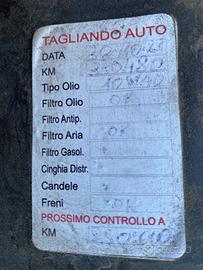 TAGLIANDO AUTO
DATA
KM
Tipo Olio 10W40
Filtro Olio OK
Filtro Antip.
Filtro Aria OK
Filtro Gasol.
Cinghia Distr.
Candele
Freni OK
PROSSIMO CONTROLLO A
KM